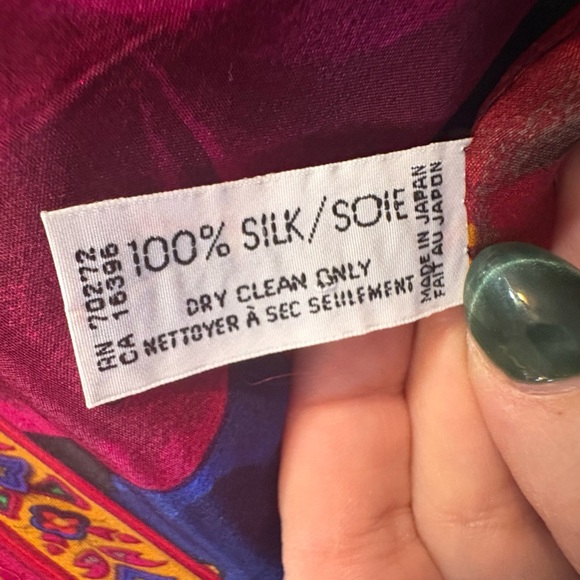 RN 70272
CA 16396
100% SILK/SOIE
DRY CLEAN ONLY
NETTOYER À SEC SEULEMENT
MADE IN JAPAN
FAIT AU JAPON